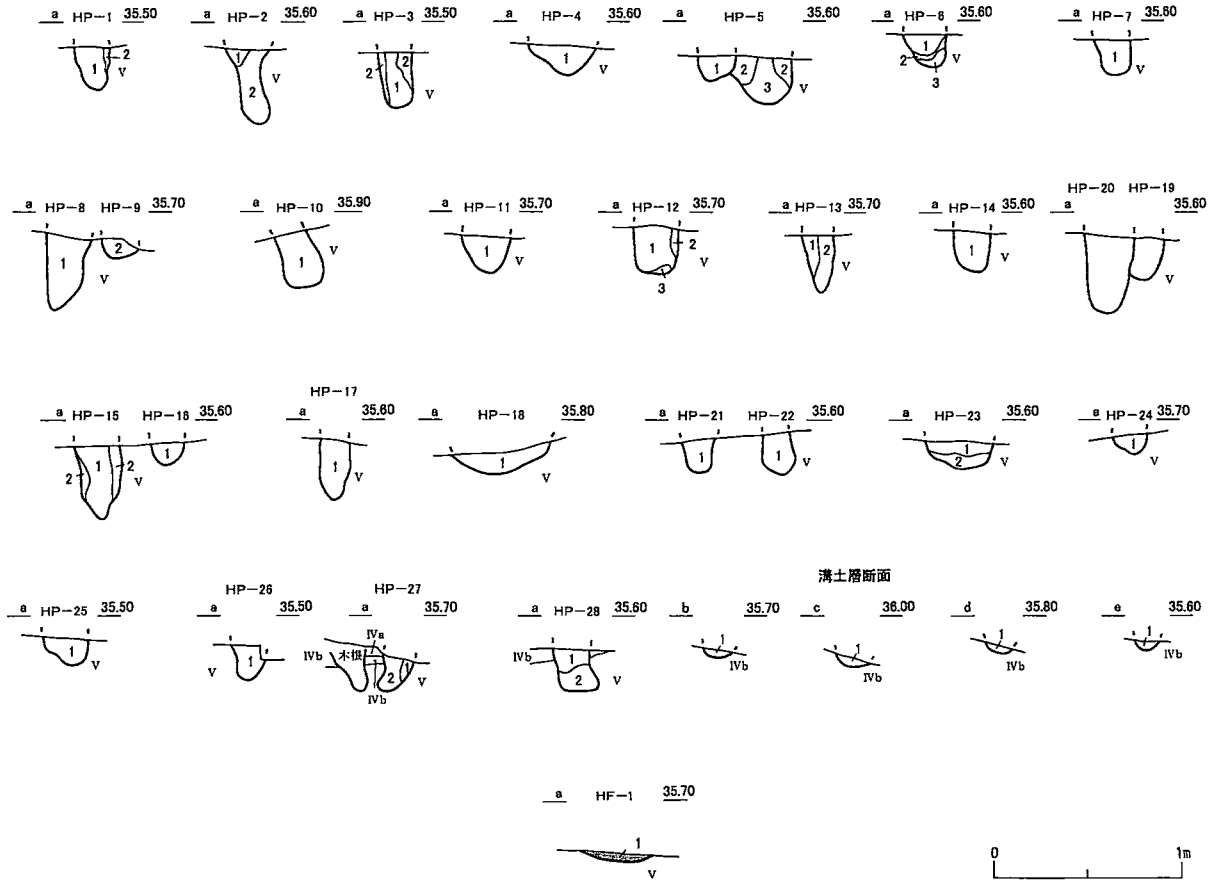 a HP-1 35.50
1 2 V
a HP-2 35.60
1 2 V
a HP-3 35.50
2 1 2 V
a HP-4 35.60
1
a HP-5 35.60
1 2 3 2 V
a HP-6 35.60
1 2 3
a HP-7 35.60
1 V
a HP-8 HP-9 35.70
1 2 V
a HP-10 35.90
1 V
a HP-11 35.70
1 V
a HP-12 35.70
1 2 3 V
a HP-13 35.70
1 2 V
a HP-14 35.60
1 V
HP-20 HP-19
a 35.60
V
a HP-15 HP-16 35.60
2 1 2 1 V
HP-17
a 35.60
1 V
a HP-18 35.80
1
a HP-21 HP-22 35.60
1 1 V
a HP-23 35.60
1 2 V
a HP-24 35.70
1 V
a HP-25 35.50
1 V
HP-26
a 35.50
V 1
HP-27
a 35.70
IVb 木根 IVa IVb 2 1 V
a HP-28 35.60
IVb 1 2 V
溝土層断面
b 35.70
1 IVb
c 36.00
1 IVb
d 35.80
1 IVb
e 35.60
1 IVb
a HF-1 35.70
1 V
0 1m